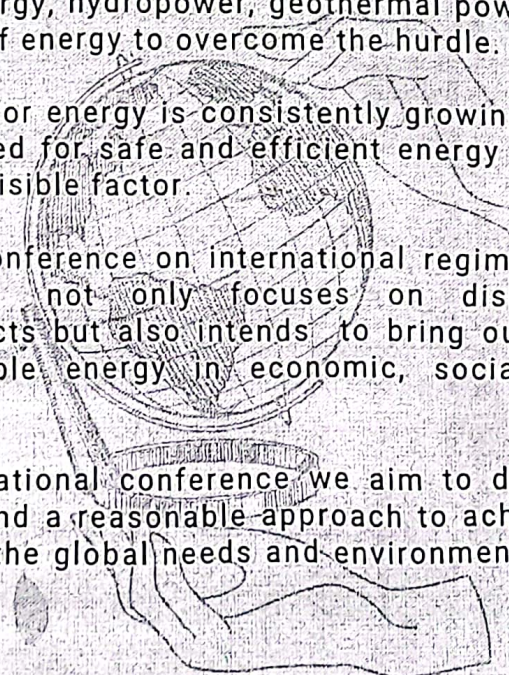 rgy, hydropower, geothermal pow
f energy to overcome the hurdle.
or energy is consistently growin
ed for safe and efficient energy
isible factor.
onference on international regim
not only focuses on dis
cts but also intends to bring ou
ble energy in economic, socia
ational conference we aim to d
nd a reasonable approach to ach
he global needs and environmen